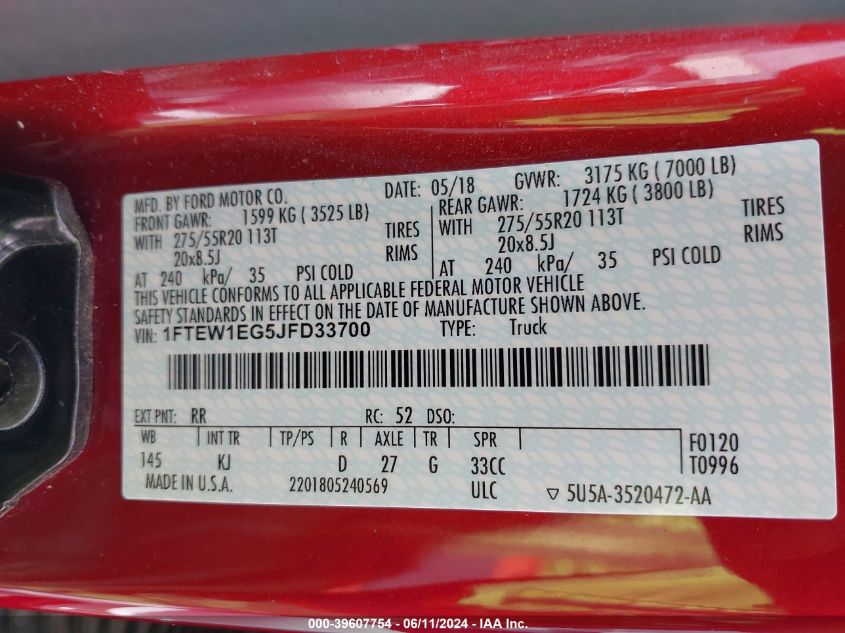 MFD. BY FORD MOTOR CO. DATE: 05/18 GVWR: 3175 KG ( 7000 LB)
FRONT GAWR: 1599 KG ( 3525 LB) REAR GAWR: 1724 KG ( 3800 LB)
WITH 275/55R20 113T TIRES WITH 275/55R20 113T TIRES
20x8.5J RIMS 20x8.5J RIMS
AT 240 kPa/ 35 PSI COLD AT 240 kPa/ 35 PSI COLD
THIS VEHICLE CONFORMS TO ALL APPLICABLE FEDERAL MOTOR VEHICLE
SAFETY STANDARDS IN EFFECT ON THE DATE OF MANUFACTURE SHOWN ABOVE.
VIN: 1FTEW1EG5JFD33700 TYPE: Truck
EXT PNT: RR RC: 52 DSO:
WB INT TR TP/PS R AXLE TR SPR F0120
145 KJ D 27 G 33CC T0996
MADE IN U.S.A. 2201805240569 ULC ▽ 5U5A-3520472-AA
000-39607754 - 06/11/2024 - IAA Inc.